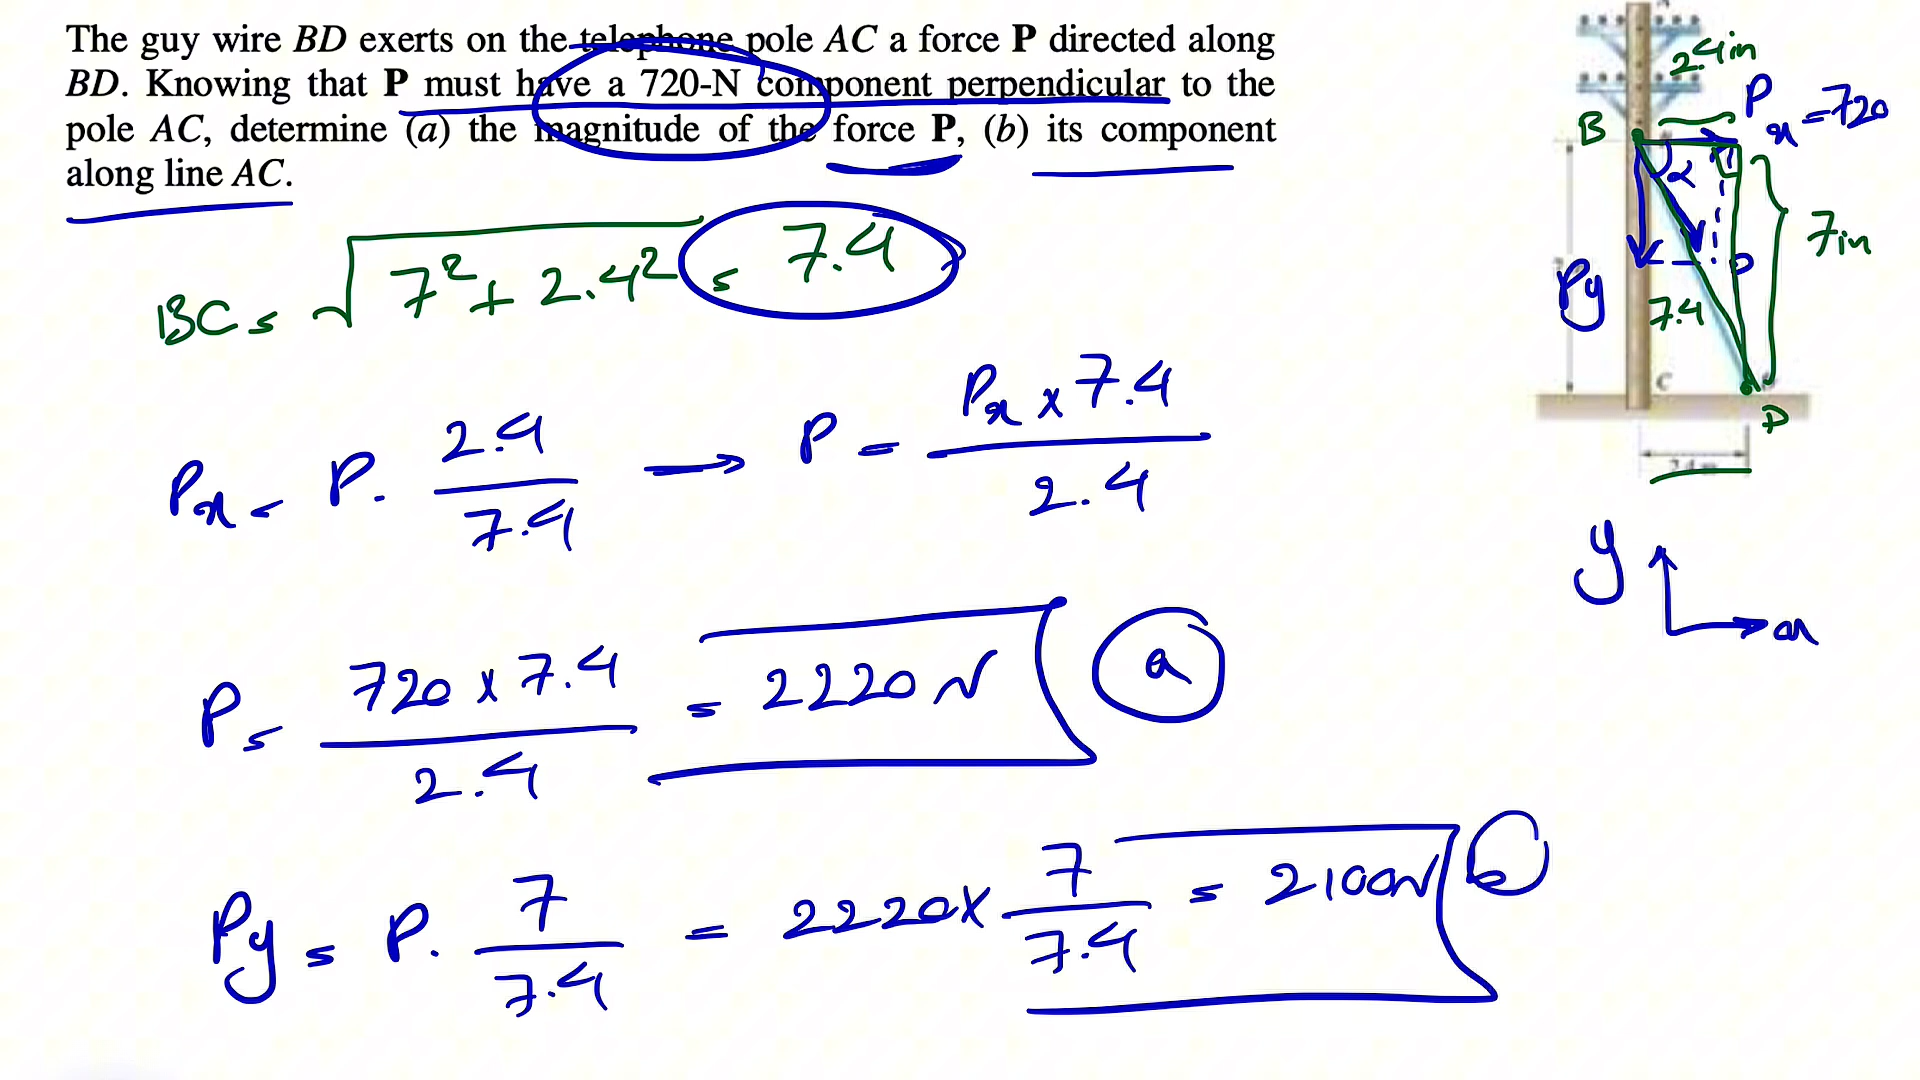 The guy wire BD exerts on the telephone pole AC a force P directed along
BD. Knowing that P must have a 720-N component perpendicular to the
pole AC, determine (a) the magnitude of the force P, (b) its component
along line AC.
BC = √(7² + 2.4²) = 7.4
Px = P. 2.4/7.4 → P = Px × 7.4 / 2.4
P = 720 × 7.4 / 2.4 = 2220 N a
Py = P. 7/7.4 = 2220 × 7/7.4 = 2100N b
2.4in
B
Px = 720
α
7in
P
Py
7.4
C
D
y
x